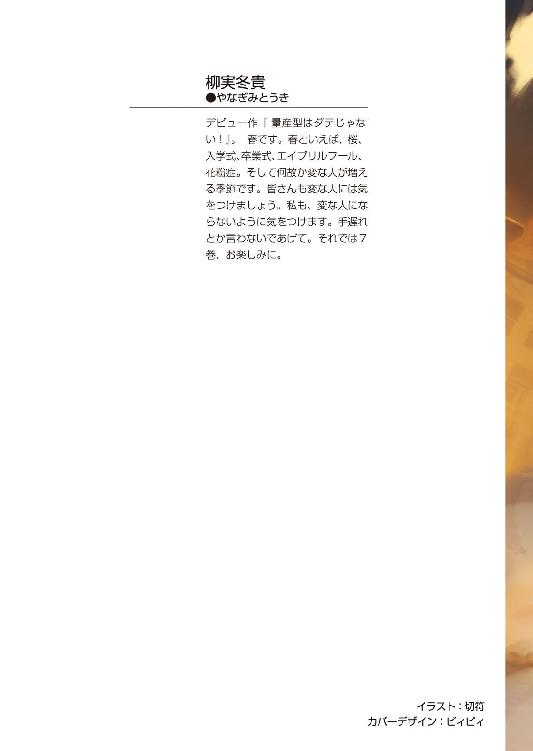 柳実冬貴
●やなぎみとうき
デビュー作『量産型はダテじゃな
い！』。　春です。春といえば、桜、
入学式、卒業式、エイプリルフール、
花粉症。そして何故か変な人が増え
る季節です。皆さんも変な人には気
をつけましょう。私も、変な人にな
らないように気をつけます。手遅れ
とか言わないであげて。それでは7
巻、お楽しみに。
イラスト：切符
カバーデザイン：ビィピィ